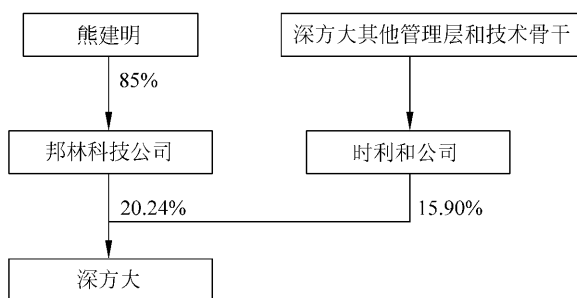 熊建明
深方大其他管理层和技术骨干
85%
邦林科技公司
时利和公司
20.24%
15.90%
深方大